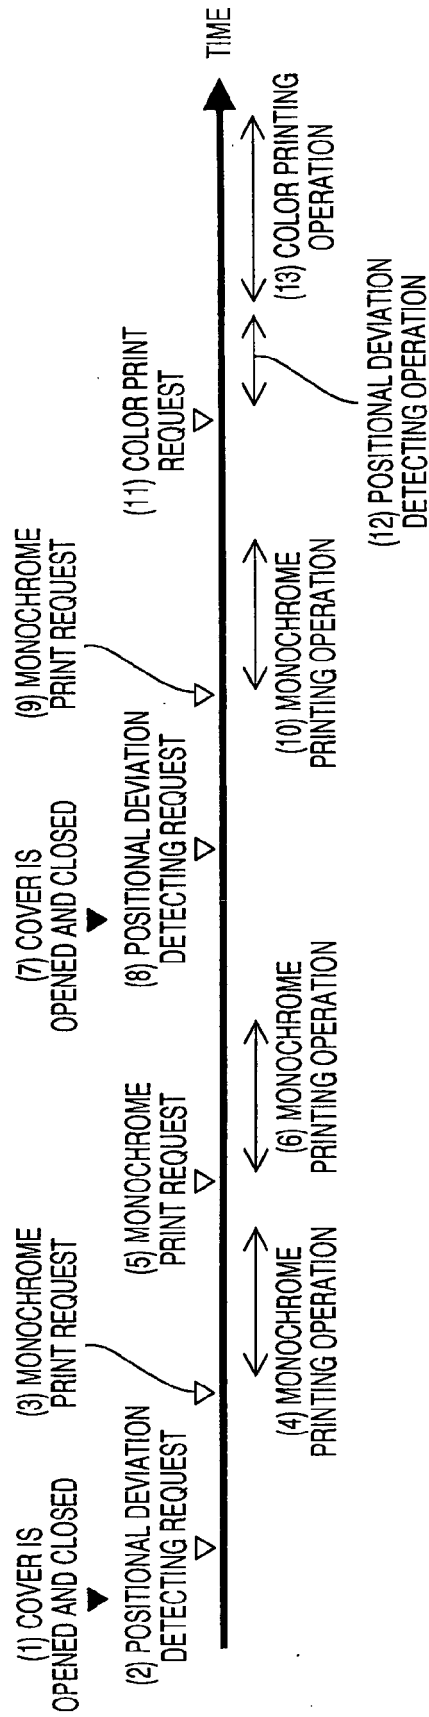 (1) COVER IS
OPENED AND CLOSED
(2) POSITIONAL DEVIATION
DETECTING REQUEST
(3) MONOCHROME
PRINT REQUEST
(4) MONOCHROME
PRINTING OPERATION
(5) MONOCHROME
PRINT REQUEST
(6) MONOCHROME
PRINTING OPERATION
(7) COVER IS
OPENED AND CLOSED
(8) POSITIONAL DEVIATION
DETECTING REQUEST
(9) MONOCHROME
PRINT REQUEST
(10) MONOCHROME
PRINTING OPERATION
(11) COLOR PRINT
REQUEST
(12) POSITIONAL DEVIATION
DETECTING OPERATION
(13) COLOR PRINTING
OPERATION
TIME